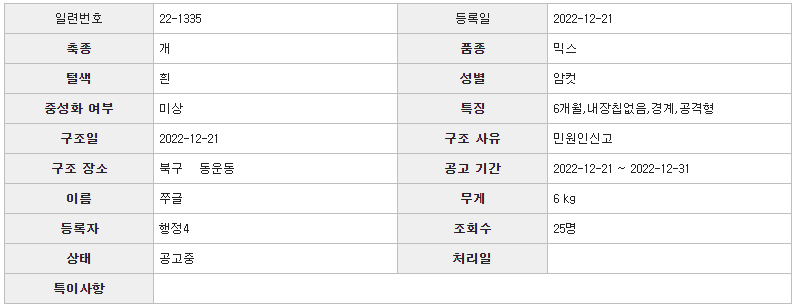 일련번호 22-1335 등록일 2022-12-21
축종 개 품종 믹스
털색 흰 성별 암컷
중성화 여부 미상 특징 6개월,내장칩없음,경계,공격형
구조일 2022-12-21 구조 사유 민원인신고
구조 장소 북구 동운동 공고 기간 2022-12-21 ~ 2022-12-31
이름 쭈글 무게 6 kg
등록자 행정4 조회수 25명
상태 공고중 처리일
특이사항